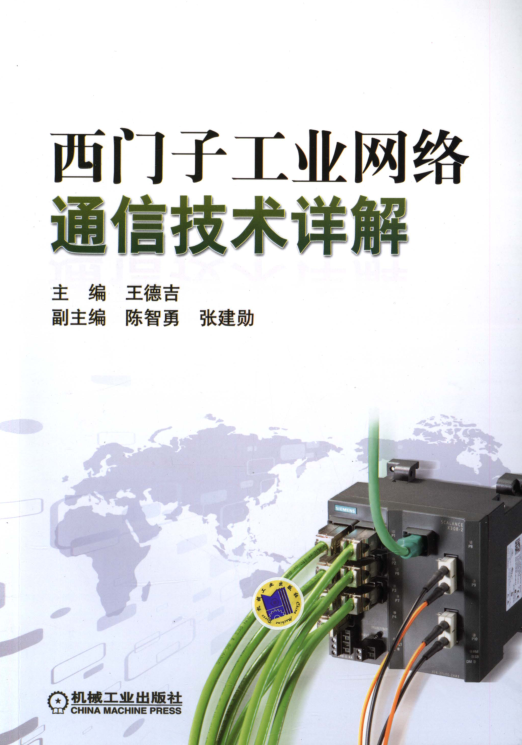 西门子工业网络
通信技术详解
主 编 王德吉
副主编 陈智勇 张建勋
SIEMENS
机械工业出版社
CHINA MACHINE PRESS